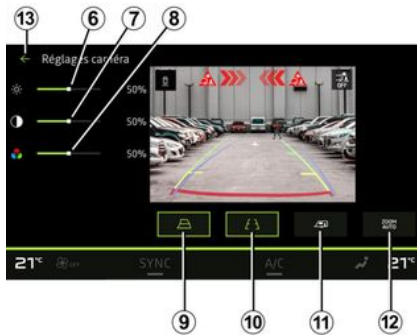 13 6 7 8
Réglages caméra
50%
50%
50%
OFF
ZOOM AUTO
21°C OFF SYNC A/C 21°C
9 10 11 12